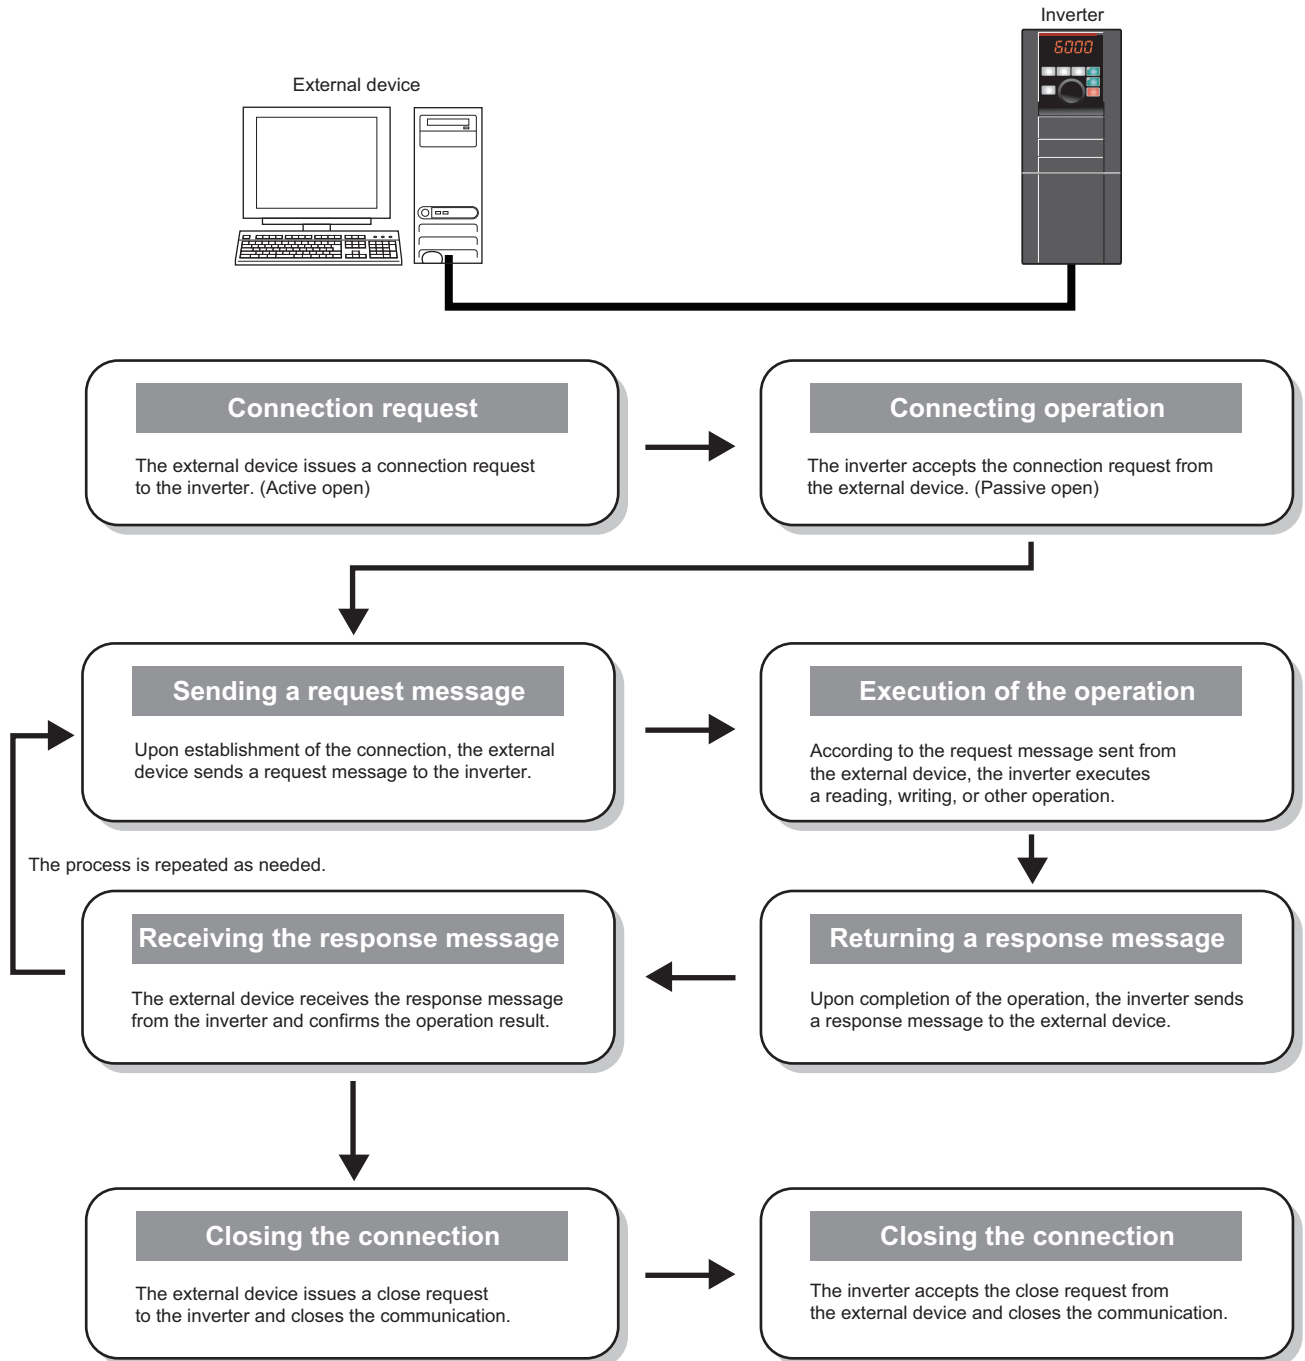 Inverter
6000
External device
Connection request
The external device issues a connection request
to the inverter. (Active open)
Connecting operation
The inverter accepts the connection request from
the external device. (Passive open)
Sending a request message
Upon establishment of the connection, the external
device sends a request message to the inverter.
Execution of the operation
According to the request message sent from
the external device, the inverter executes
a reading, writing, or other operation.
The process is repeated as needed.
Receiving the response message
The external device receives the response message
from the inverter and confirms the operation result.
Returning a response message
Upon completion of the operation, the inverter sends
a response message to the external device.
Closing the connection
The external device issues a close request
to the inverter and closes the communication.
Closing the connection
The inverter accepts the close request from
the external device and closes the communication.